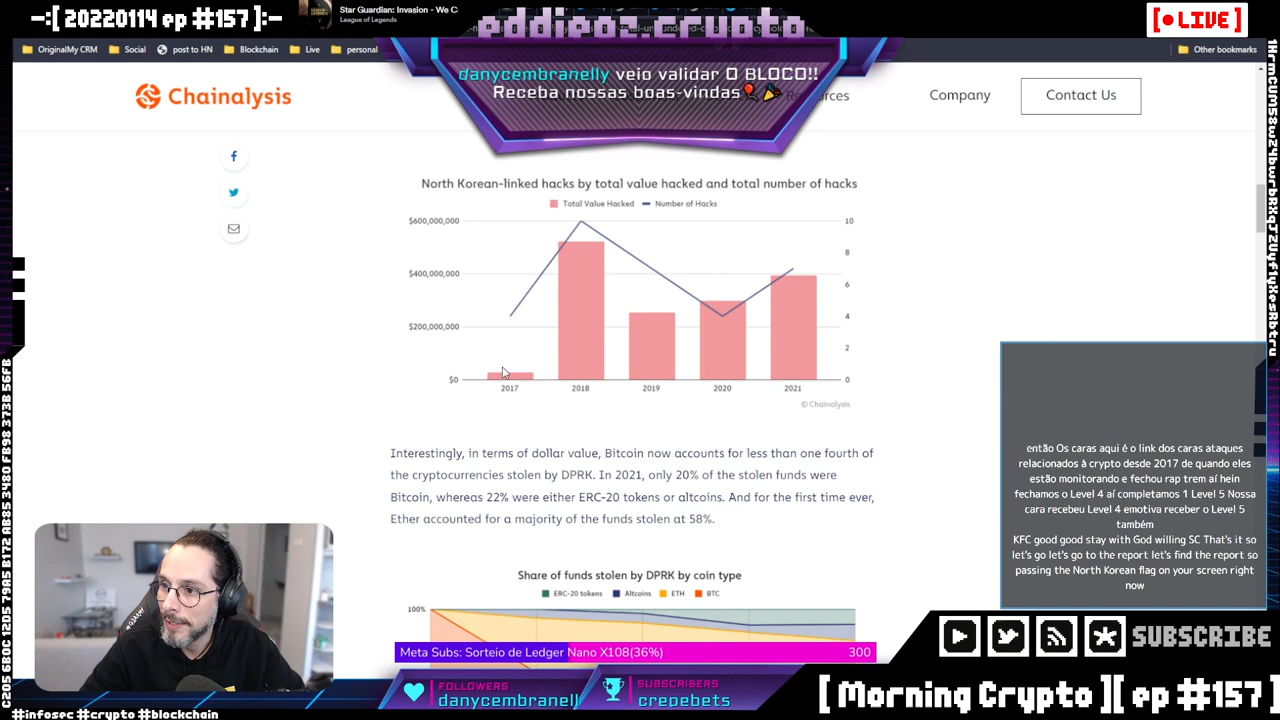 -:[ 20220114 ep #157 ]:-
Star Guardian: Invasion - We C
League of Legends
eddieoz.crypto
[ ● LIVE ]
OriginalMy CRM
Social
post to HN
Blockchain
Live
personal
Other bookmarks
danycembranelly veio validar O BLOCO!!
Receba nossas boas-vindas🎈🎉
Chainalysis
Company
Contact Us
North Korean-linked hacks by total value hacked and total number of hacks
Total Value Hacked
Number of Hacks
$600,000,000
$400,000,000
$200,000,000
$0
10
8
6
4
2
0
2017
2018
2019
2020
2021
© Chainalysis
Interestingly, in terms of dollar value, Bitcoin now accounts for less than one fourth of
the cryptocurrencies stolen by DPRK. In 2021, only 20% of the stolen funds were
Bitcoin, whereas 22% were either ERC-20 tokens or altcoins. And for the first time ever,
Ether accounted for a majority of the funds stolen at 58%.
Share of funds stolen by DPRK by coin type
ERC-20 tokens
Altcoins
ETH
BTC
100%
então Os caras aqui é o link dos caras ataques
relacionados à crypto desde 2017 de quando eles
estão monitorando e fechou rap trem aí hein
fechamos o Level 4 aí completamos 1 Level 5 Nossa
cara recebeu Level 4 emotiva receber o Level 5
também
KFC good good stay with God willing SC That's it so
let's go let's go to the report let's find the report so
passing the North Korean flag on your screen right
now
Meta Subs: Sorteio de Ledger Nano X108(36%)
300
FOLLOWERS
danycembranell
SUBSCRIBERS
crepebets
SUBSCRIBE
[ Morning Crypto ][ ep #157 ]
#infosec #crypto #blockchain